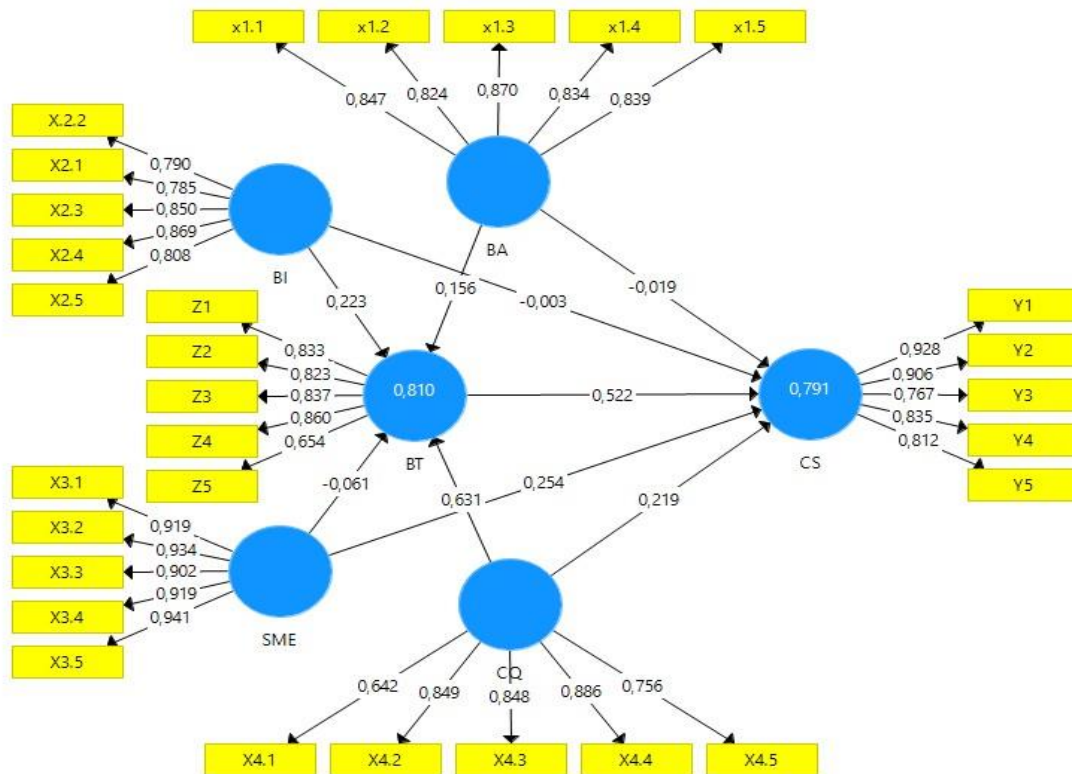 x1.1
x1.2
x1.3
x1.4
x1.5
0,847
0,824
0,870
0,834
0,839
BA
X.2.2
X2.1
X2.3
X2.4
X2.5
0,790
0,785
0,850
0,869
0,808
BI
0,223
0,156
-0,003
-0,019
Z1
Z2
Z3
Z4
Z5
0,833
0,823
0,837
0,860
0,654
0,810
BT
0,522
0,791
CS
0,928
0,906
0,767
0,835
0,812
Y1
Y2
Y3
Y4
Y5
-0,061
0,631
0,254
0,219
X3.1
X3.2
X3.3
X3.4
X3.5
0,919
0,934
0,902
0,919
0,941
SME
CQ
0,642
0,849
0,848
0,886
0,756
X4.1
X4.2
X4.3
X4.4
X4.5